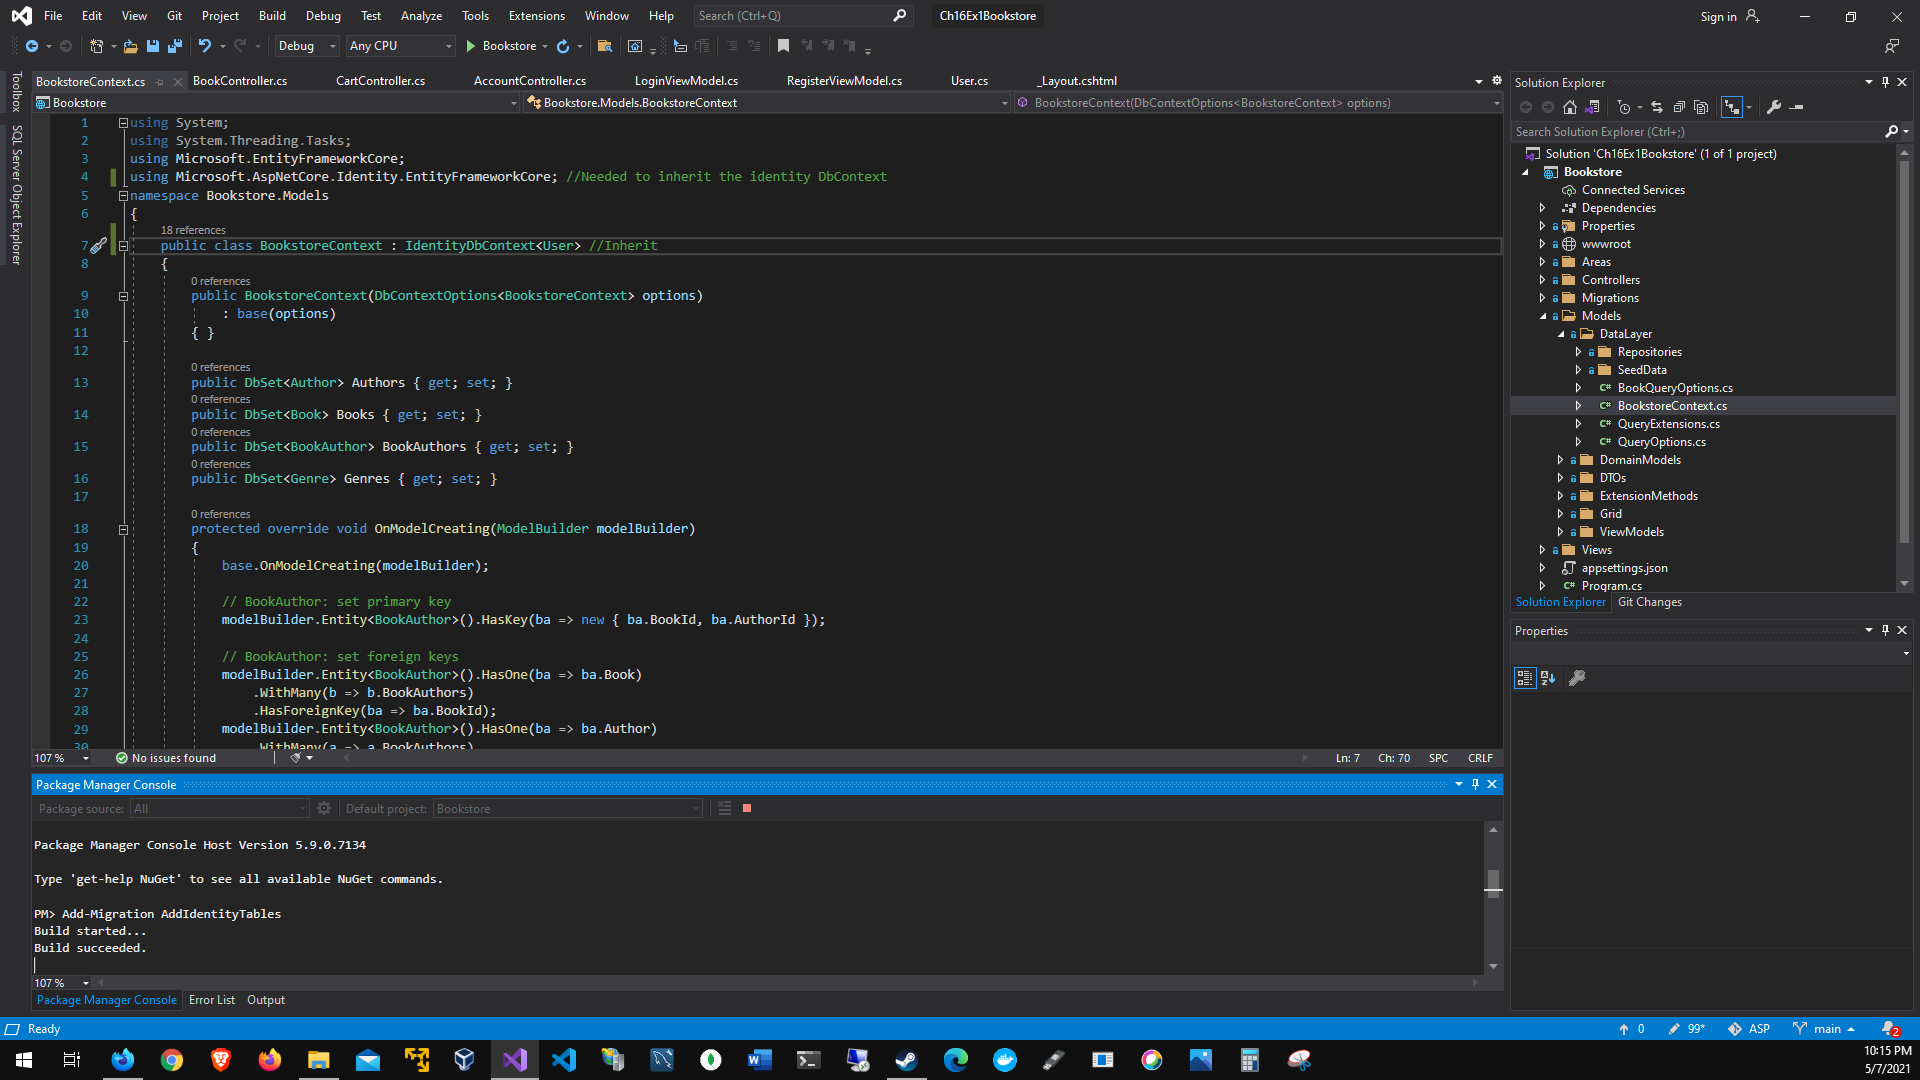 File Edit View Git Project Build Debug Test Analyze Tools Extensions Window Help Search (Ctrl+Q) Ch16Ex1Bookstore Sign in
Debug Any CPU Bookstore
Toolbox
SQL Server Object Explorer
BookstoreContext.cs BookController.cs CartController.cs AccountController.cs LoginViewModel.cs RegisterViewModel.cs User.cs _Layout.cshtml
Bookstore Bookstore.Models.BookstoreContext BookstoreContext(DbContextOptions<BookstoreContext> options)
1 using System;
2 using System.Threading.Tasks;
3 using Microsoft.EntityFrameworkCore;
4 using Microsoft.AspNetCore.Identity.EntityFrameworkCore; //Needed to inherit the identity DbContext
5 namespace Bookstore.Models
6 {
18 references
7 public class BookstoreContext : IdentityDbContext<User> //Inherit
8 {
0 references
9 public BookstoreContext(DbContextOptions<BookstoreContext> options)
10 : base(options)
11 { }
12
0 references
13 public DbSet<Author> Authors { get; set; }
0 references
14 public DbSet<Book> Books { get; set; }
0 references
15 public DbSet<BookAuthor> BookAuthors { get; set; }
0 references
16 public DbSet<Genre> Genres { get; set; }
17
0 references
18 protected override void OnModelCreating(ModelBuilder modelBuilder)
19 {
20 base.OnModelCreating(modelBuilder);
21
22 // BookAuthor: set primary key
23 modelBuilder.Entity<BookAuthor>().HasKey(ba => new { ba.BookId, ba.AuthorId });
24
25 // BookAuthor: set foreign keys
26 modelBuilder.Entity<BookAuthor>().HasOne(ba => ba.Book)
27 .WithMany(b => b.BookAuthors)
28 .HasForeignKey(ba => ba.BookId);
29 modelBuilder.Entity<BookAuthor>().HasOne(ba => ba.Author)
30 .WithMany(a => a.BookAuthors)
107 % No issues found Ln: 7 Ch: 70 SPC CRLF
Package Manager Console
Package source: All Default project: Bookstore
Package Manager Console Host Version 5.9.0.7134
Type 'get-help NuGet' to see all available NuGet commands.
PM> Add-Migration AddIdentityTables
Build started...
Build succeeded.
107 %
Package Manager Console Error List Output
Solution Explorer
Search Solution Explorer (Ctrl+;)
Solution 'Ch16Ex1Bookstore' (1 of 1 project)
Bookstore
Connected Services
Dependencies
Properties
wwwroot
Areas
Controllers
Migrations
Models
DataLayer
Repositories
SeedData
C# BookQueryOptions.cs
C# BookstoreContext.cs
C# QueryExtensions.cs
C# QueryOptions.cs
DomainModels
DTOs
ExtensionMethods
Grid
ViewModels
Views
appsettings.json
C# Program.cs
Solution Explorer Git Changes
Properties
Ready 0 99* ASP main 2
10:15 PM
5/7/2021